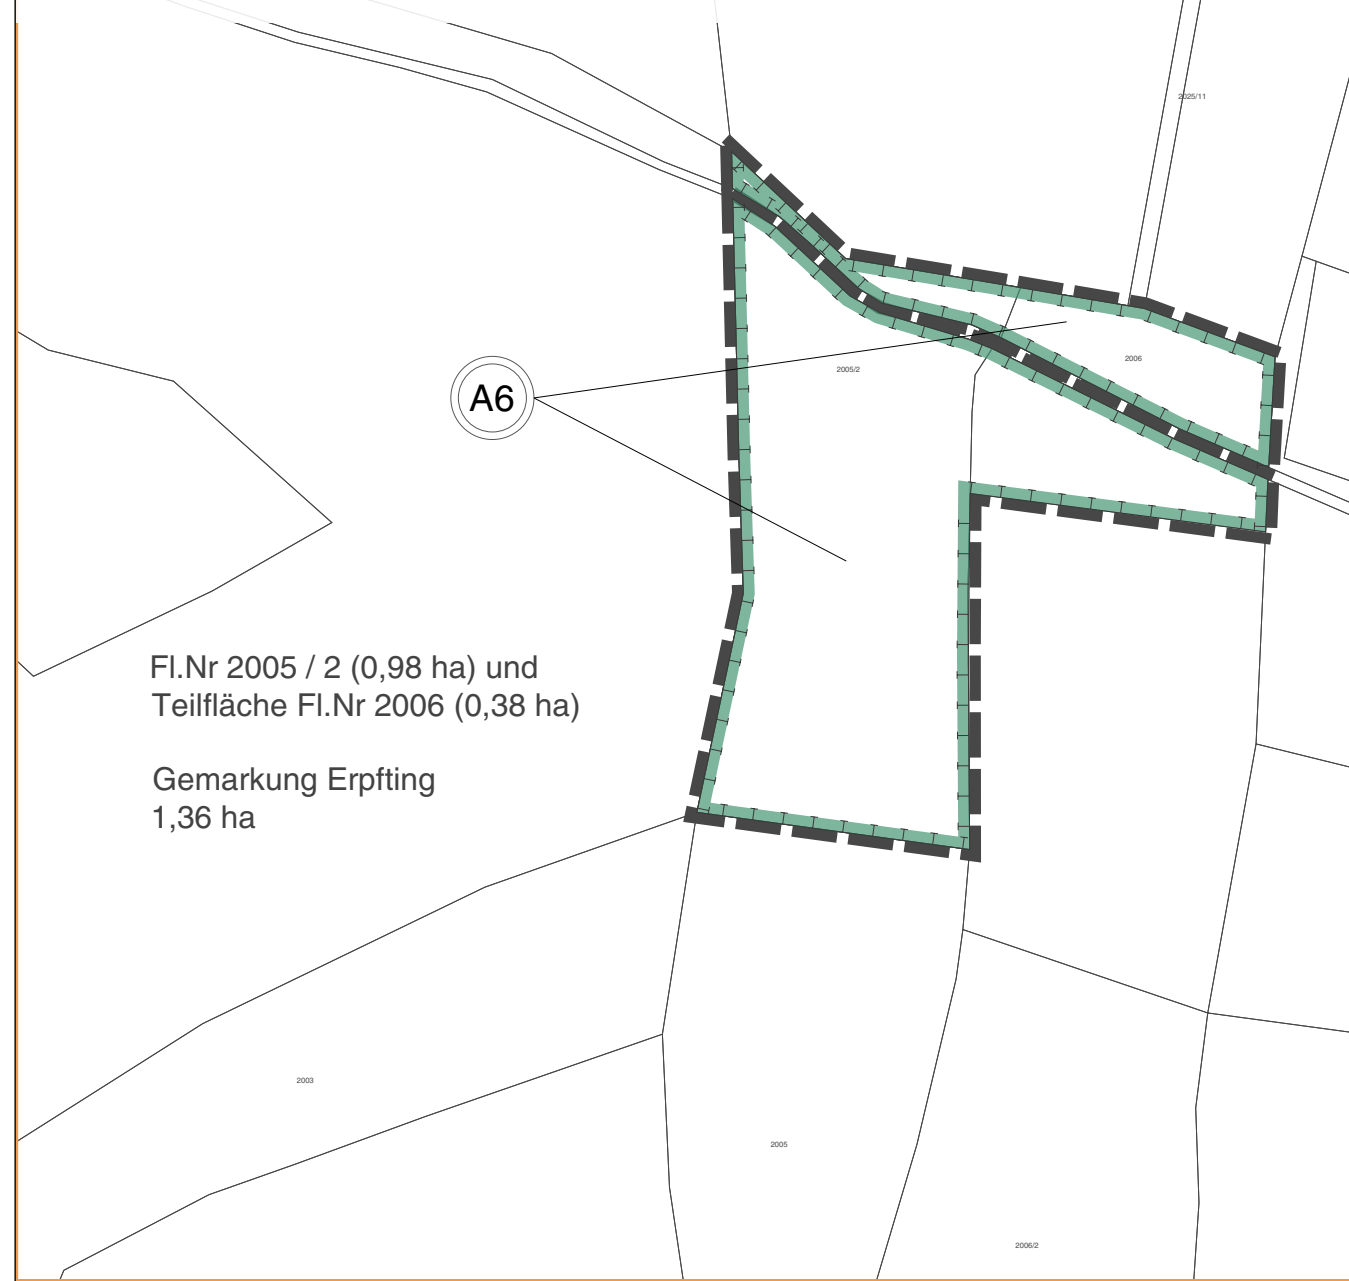 2025/11
2006
2005/2
A6
Fl.Nr 2005 / 2 (0,98 ha) und
Teilfläche Fl.Nr 2006 (0,38 ha)
Gemarkung Erpfting
1,36 ha
2003
2005
2006/2